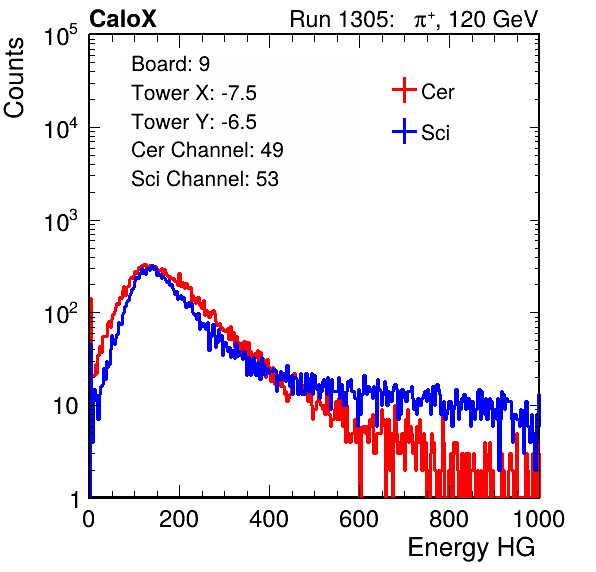 CaloX Run 1305: π⁺, 120 GeV
Counts
10⁵
10⁴
10³
10²
10
1
Board: 9
Tower X: -7.5
Tower Y: -6.5
Cer Channel: 49
Sci Channel: 53
Cer
Sci
0 200 400 600 800 1000
Energy HG